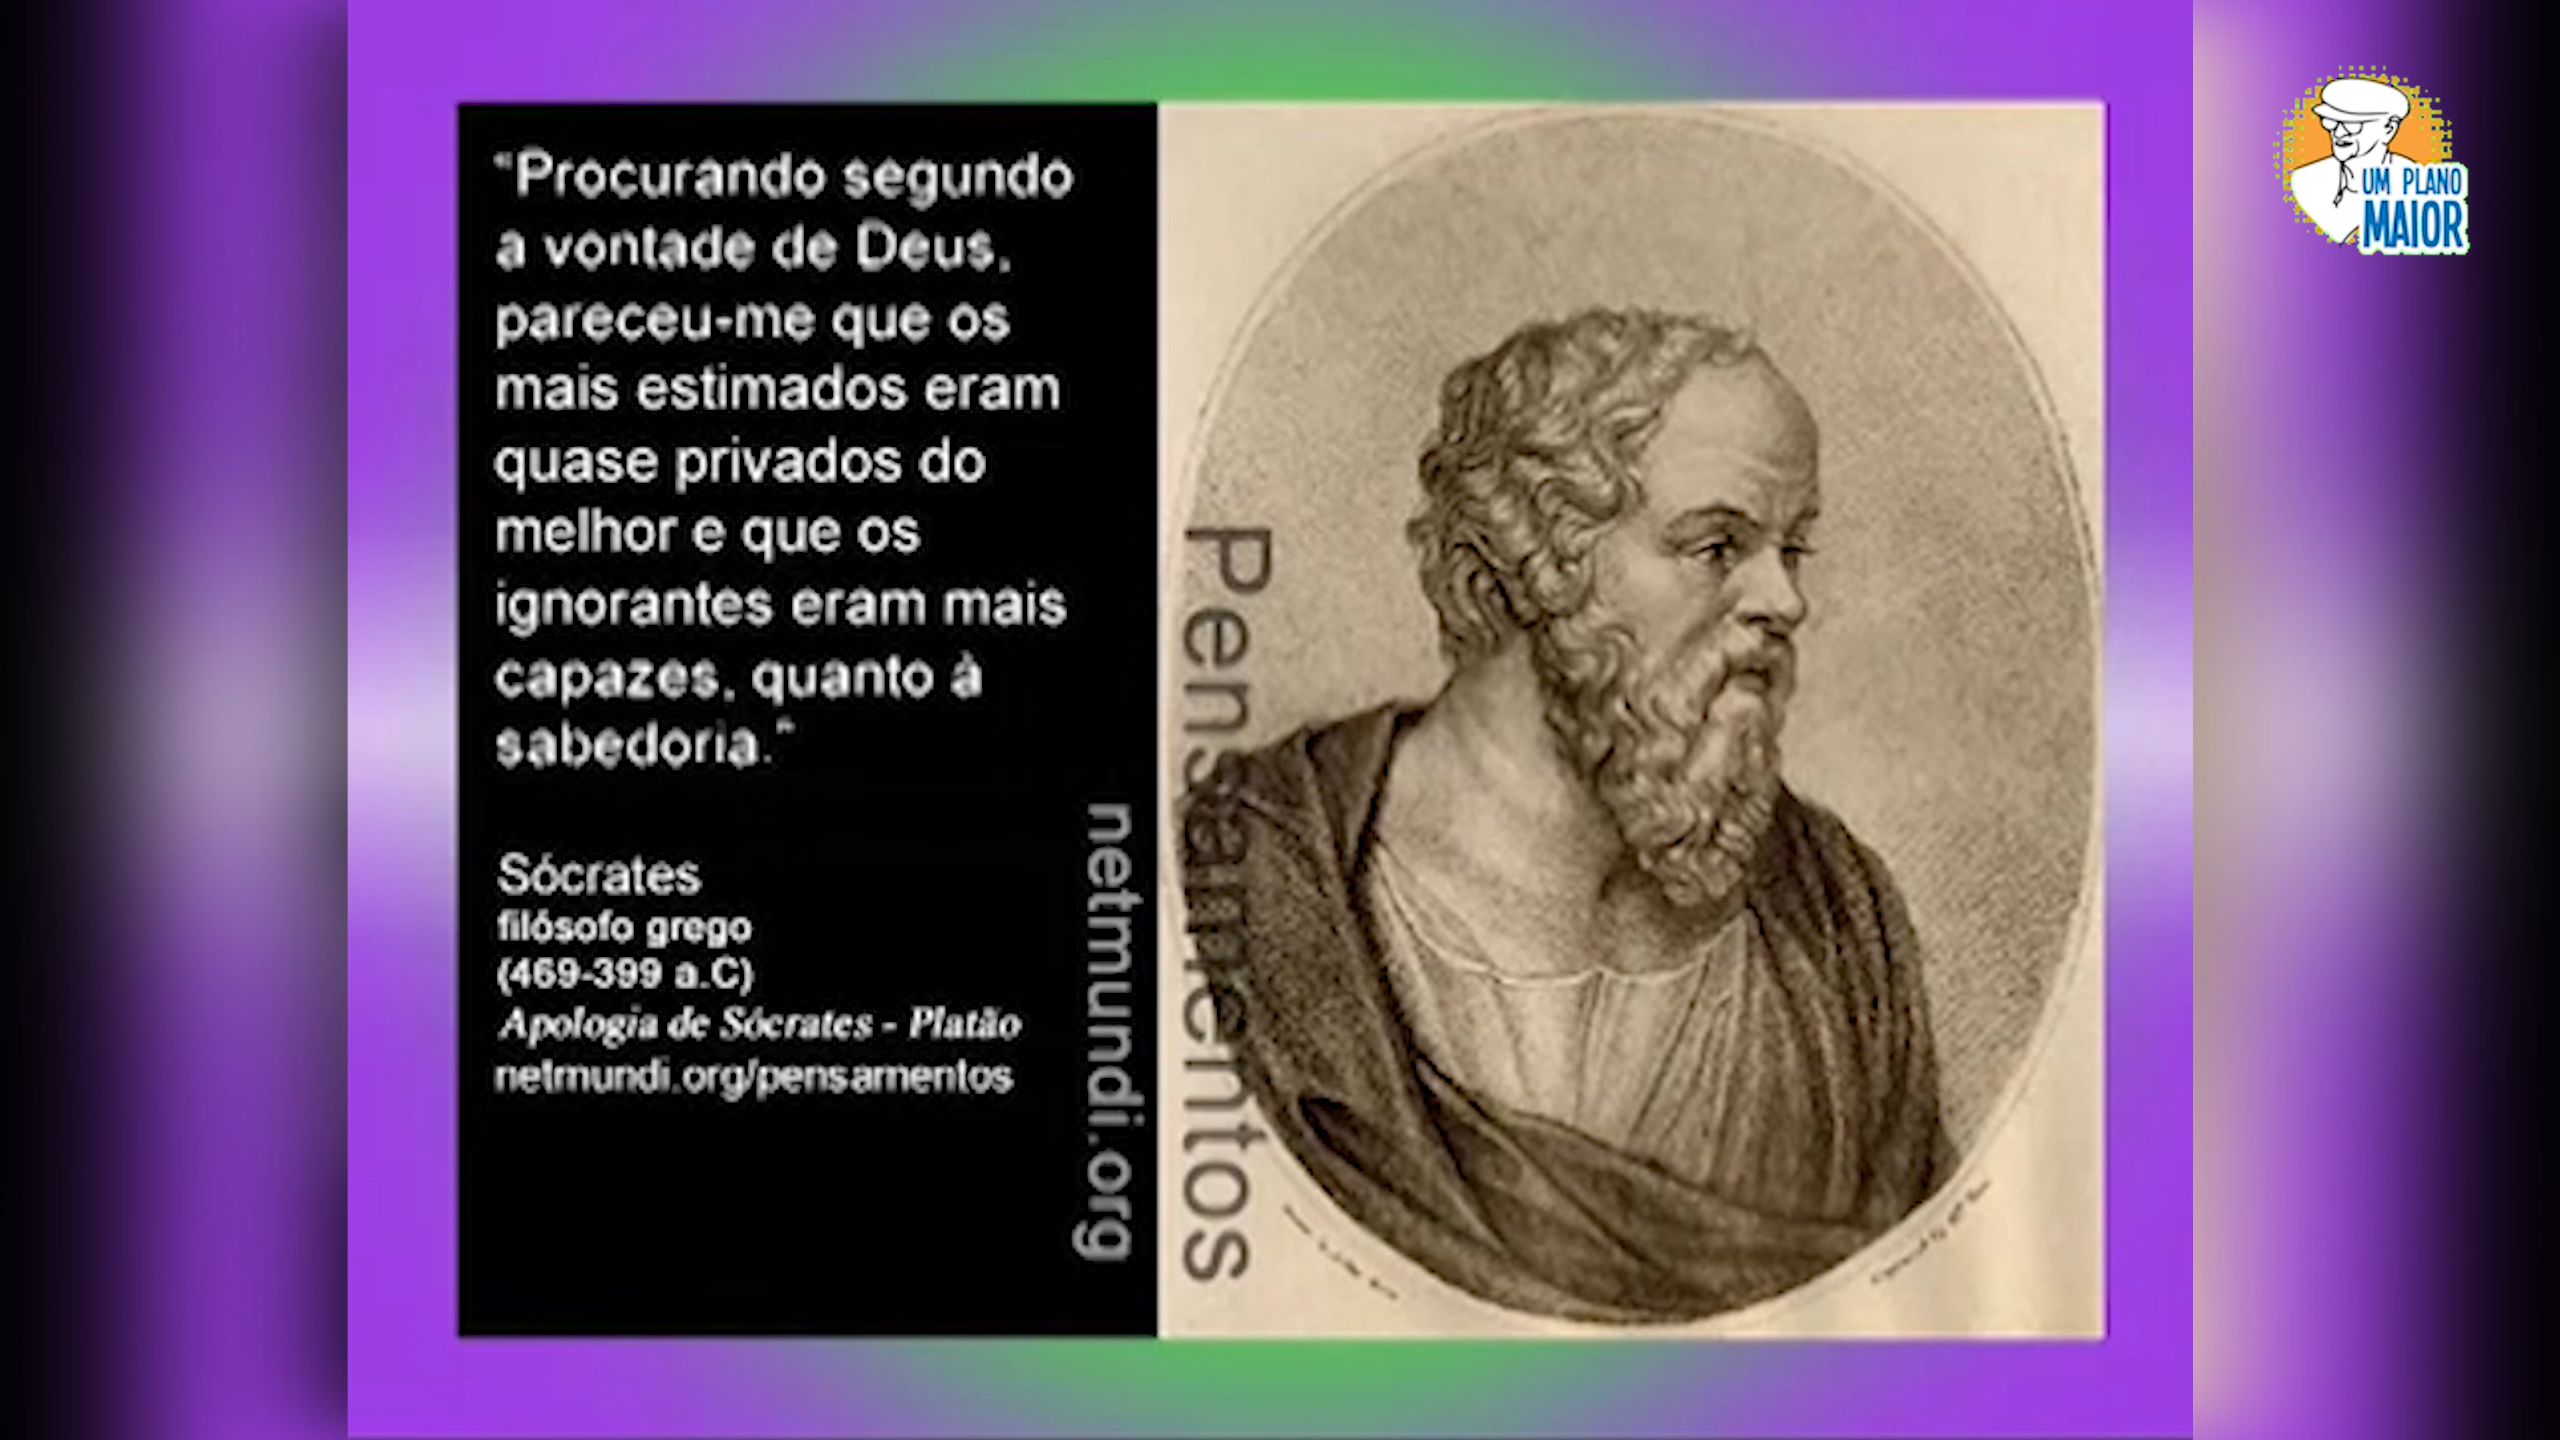 "Procurando segundo
a vontade de Deus,
pareceu-me que os
mais estimados eram
quase privados do
melhor e que os
ignorantes eram mais
capazes, quanto à
sabedoria."
Sócrates
filósofo grego
(469-399 a.C)
Apologia de Sócrates - Platão
netmundi.org/pensamentos
netmundi.org
Pensamentos
UM PLANO
MAIOR